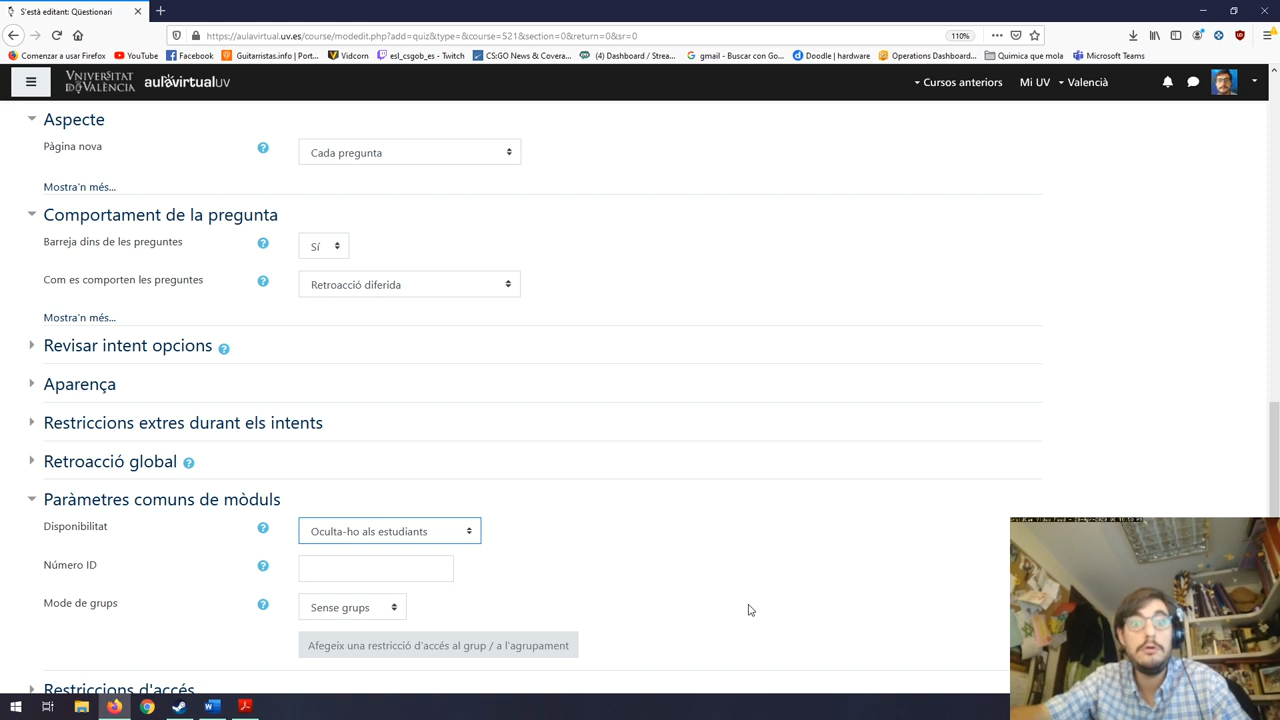 S'està editant: Qüestionari
https://aulavirtual.uv.es/course/modedit.php?add=quiz&type=&course=521&section=0&return=0&sr=0
110%
Comenzar a usar Firefox YouTube Facebook Guitarristas.info | Port... Vidcorn esl_csgob_es - Twitch CS:GO News & Covera... (4) Dashboard / Strea... gmail - Buscar con Go... Doodle | hardware Operations Dashboard... Quimica que mola Microsoft Teams
VNIVERSITAT
DE VALÈNCIA
aulavirtualuv
Cursos anteriors Mi UV Valencià
Aspecte
Pàgina nova
Cada pregunta
Mostra'n més...
Comportament de la pregunta
Barreja dins de les preguntes
Sí
Com es comporten les preguntes
Retroacció diferida
Mostra'n més...
Revisar intent opcions
Aparença
Restriccions extres durant els intents
Retroacció global
Paràmetres comuns de mòduls
Disponibilitat
Oculta-ho als estudiants
Número ID
Mode de grups
Sense grups
Afegeix una restricció d'accés al grup / a l'agrupament
Restriccions d'accés